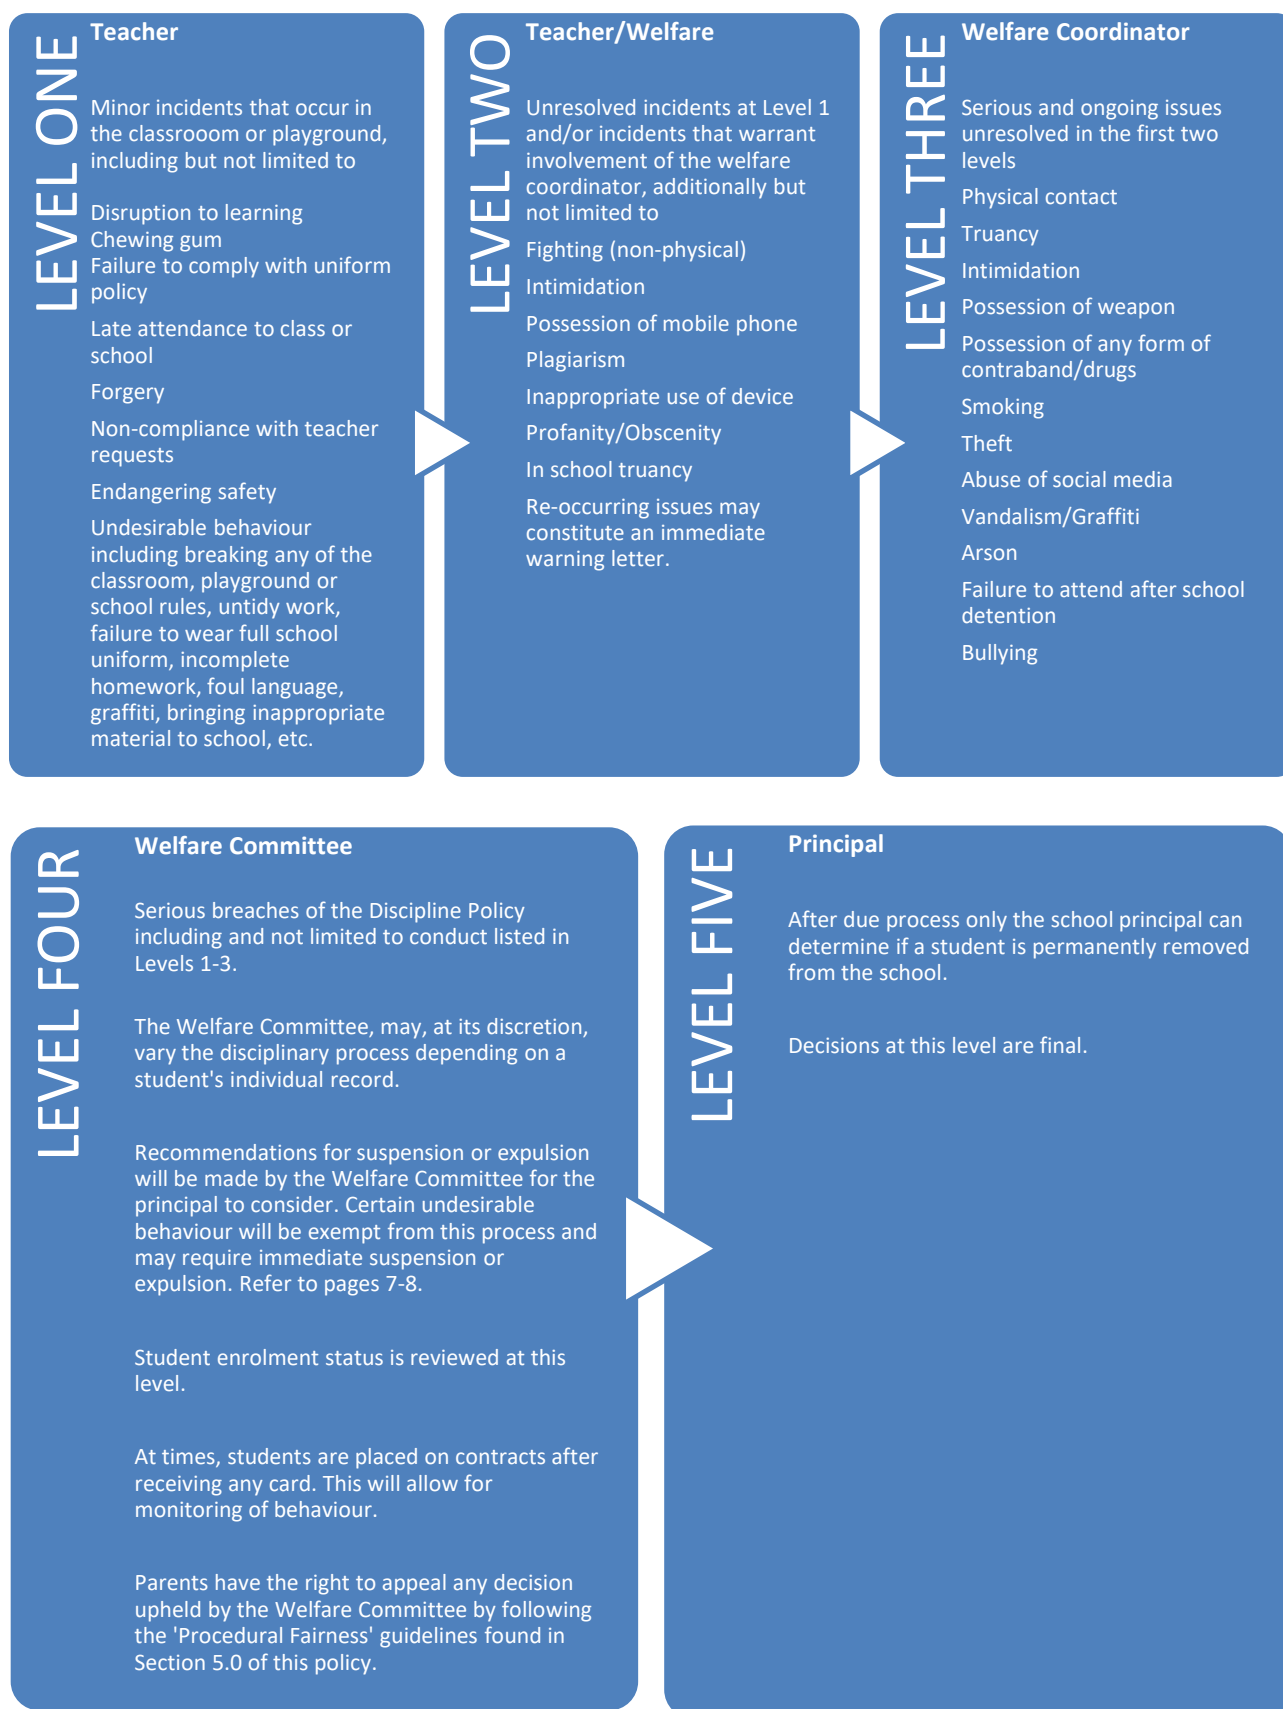 LEVEL ONE
Teacher
Minor incidents that occur in
the classrooom or playground,
including but not limited to
Disruption to learning
Chewing gum
Failure to comply with uniform
policy
Late attendance to class or
school
Forgery
Non-compliance with teacher
requests
Endangering safety
Undesirable behaviour
including breaking any of the
classroom, playground or
school rules, untidy work,
failure to wear full school
uniform, incomplete
homework, foul language,
graffiti, bringing inappropriate
material to school, etc.
LEVEL TWO
Teacher/Welfare
Unresolved incidents at Level 1
and/or incidents that warrant
involvement of the welfare
coordinator, additionally but
not limited to
Fighting (non-physical)
Intimidation
Possession of mobile phone
Plagiarism
Inappropriate use of device
Profanity/Obscenity
In school truancy
Re-occurring issues may
constitute an immediate
warning letter.
LEVEL THREE
Welfare Coordinator
Serious and ongoing issues
unresolved in the first two
levels
Physical contact
Truancy
Intimidation
Possession of weapon
Possession of any form of
contraband/drugs
Smoking
Theft
Abuse of social media
Vandalism/Graffiti
Arson
Failure to attend after school
detention
Bullying
LEVEL FOUR
Welfare Committee
Serious breaches of the Discipline Policy
including and not limited to conduct listed in
Levels 1-3.
The Welfare Committee, may, at its discretion,
vary the disciplinary process depending on a
student's individual record.
Recommendations for suspension or expulsion
will be made by the Welfare Committee for the
principal to consider. Certain undesirable
behaviour will be exempt from this process and
may require immediate suspension or
expulsion. Refer to pages 7-8.
Student enrolment status is reviewed at this
level.
At times, students are placed on contracts after
receiving any card. This will allow for
monitoring of behaviour.
Parents have the right to appeal any decision
upheld by the Welfare Committee by following
the 'Procedural Fairness' guidelines found in
Section 5.0 of this policy.
LEVEL FIVE
Principal
After due process only the school principal can
determine if a student is permanently removed
from the school.
Decisions at this level are final.